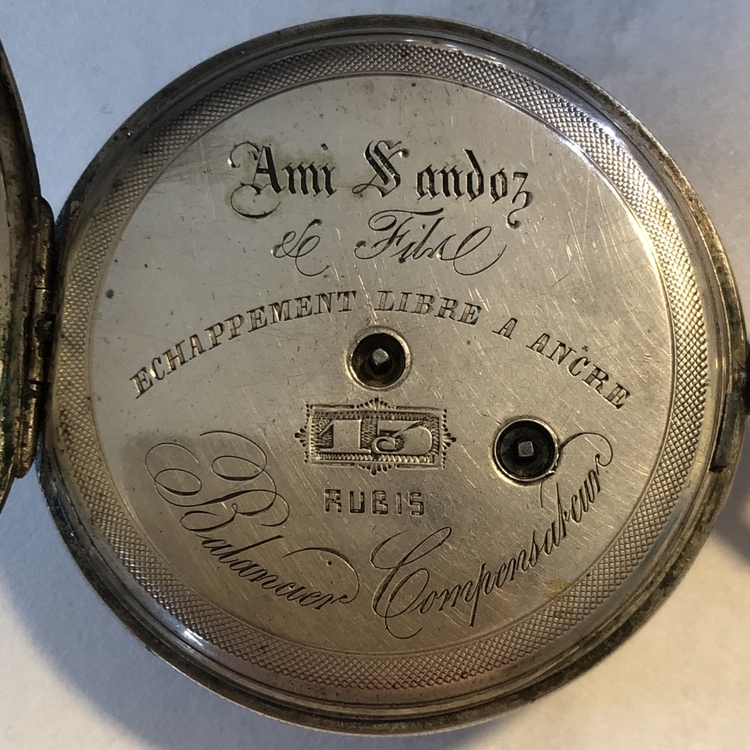 Ami Sandoz
& Fils
ECHAPPEMENT LIBRE A ANCRE
13
RUBIS
Balancier Compensateur